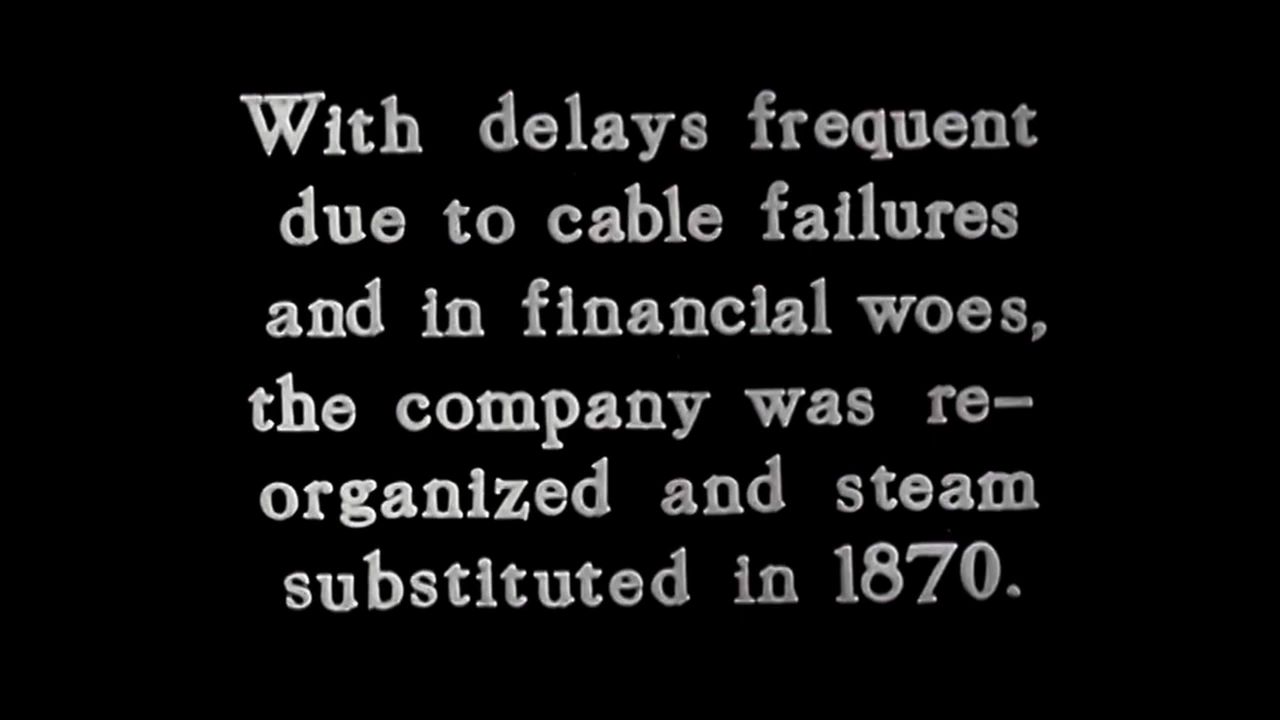 With delays frequent
due to cable failures
and in financial woes,
the company was re-
organized and steam
substituted in 1870.